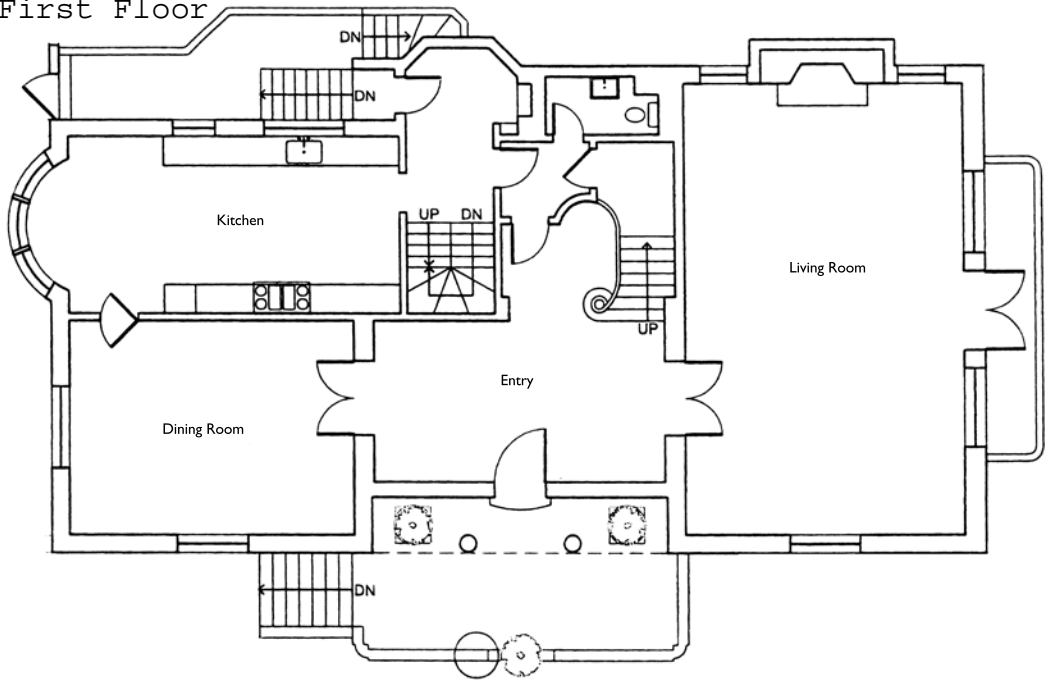 First Floor
DN
DN
UP DN
Kitchen
Living Room
UP
Entry
Dining Room
DN